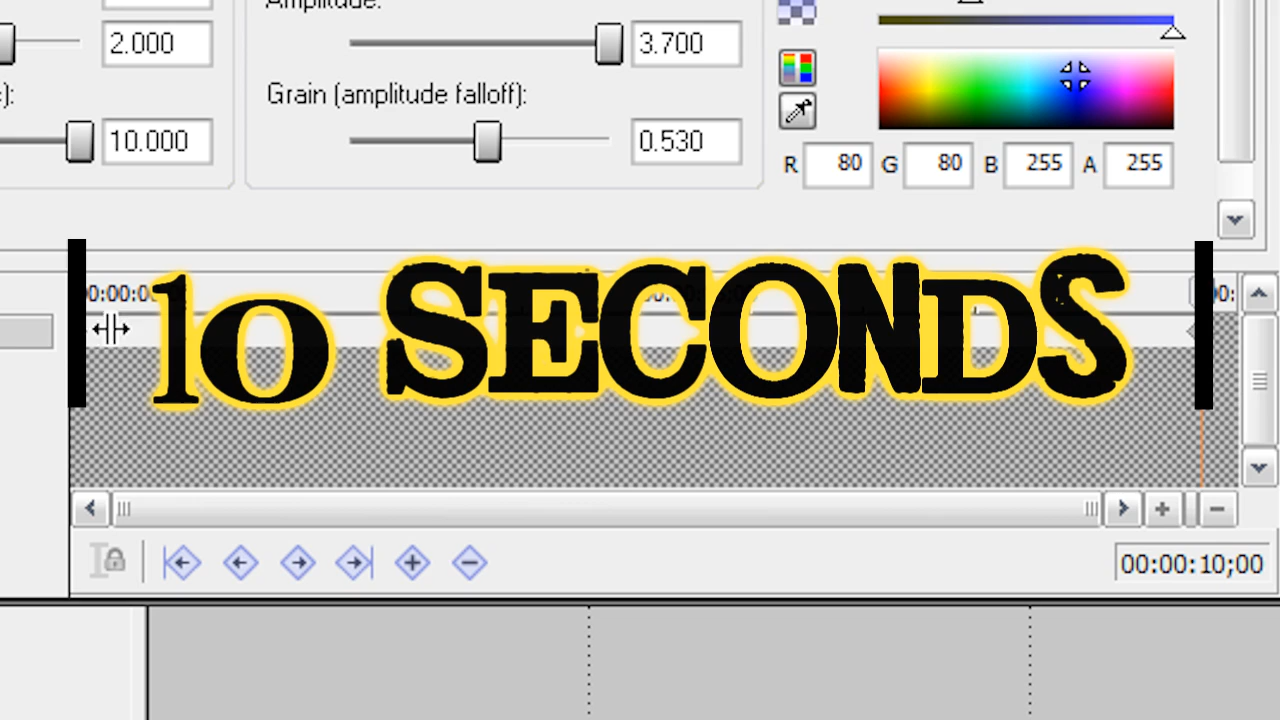 Amplitude:
2.000
3.700
Grain (amplitude falloff):
10.000
0.530
R 80 G 80 B 255 A 255
10 SECONDS
00:00:10;00